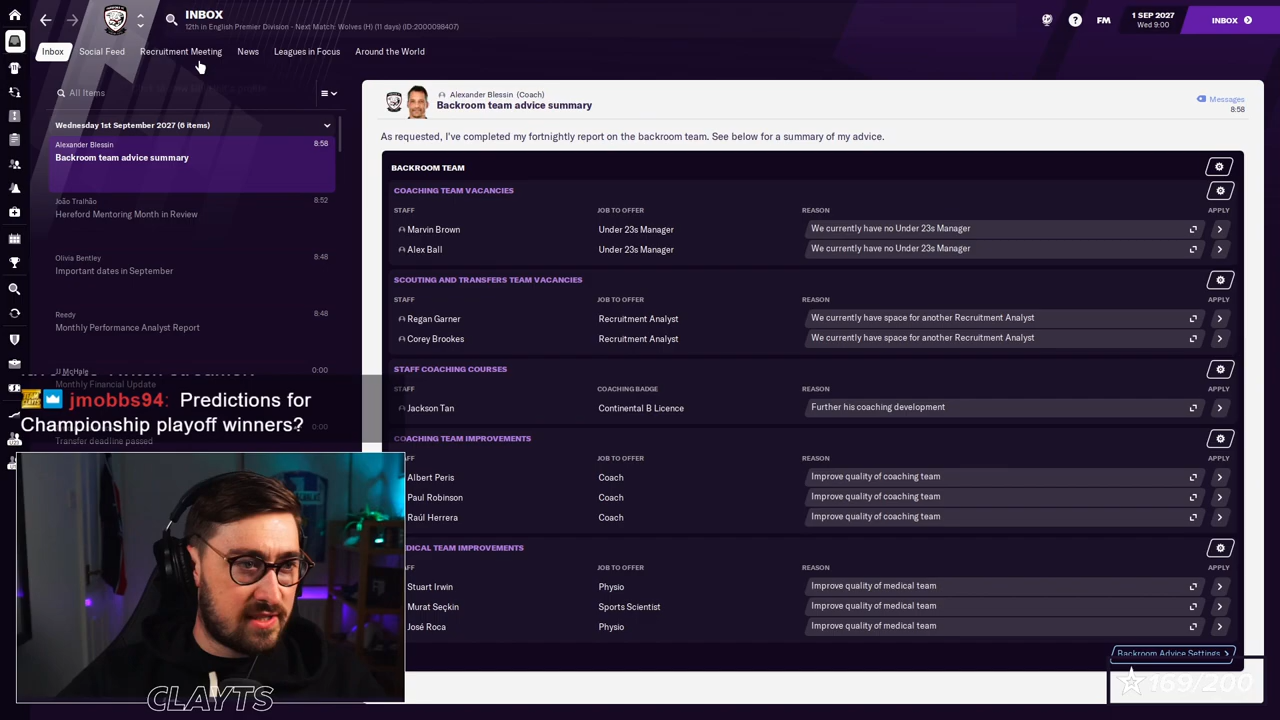 INBOX
12th in English Premier Division - Next Match: Wolves (H) (11 days) (ID:2000098407)
FM
1 SEP 2027
Wed 9:00
INBOX
Inbox
Social Feed
Recruitment Meeting
News
Leagues in Focus
Around the World
All Items
Wednesday 1st September 2027 (6 items)
Alexander Blessin
8:58
Backroom team advice summary
João Tralhão
8:52
Hereford Mentoring Month in Review
Olivia Bentley
8:48
Important dates in September
Reedy
8:48
Monthly Performance Analyst Report
JJ McHale
0:00
Monthly Financial Update
0:00
Transfer deadline passed
jmobbs94: Predictions for
Championship playoff winners?
CLAYTS
Alexander Blessin (Coach)
Backroom team advice summary
Messages
8:58
As requested, I've completed my fortnightly report on the backroom team. See below for a summary of my advice.
BACKROOM TEAM
COACHING TEAM VACANCIES
STAFF JOB TO OFFER REASON APPLY
Marvin Brown Under 23s Manager We currently have no Under 23s Manager
Alex Ball Under 23s Manager We currently have no Under 23s Manager
SCOUTING AND TRANSFERS TEAM VACANCIES
STAFF JOB TO OFFER REASON APPLY
Regan Garner Recruitment Analyst We currently have space for another Recruitment Analyst
Corey Brookes Recruitment Analyst We currently have space for another Recruitment Analyst
STAFF COACHING COURSES
STAFF COACHING BADGE REASON APPLY
Jackson Tan Continental B Licence Further his coaching development
COACHING TEAM IMPROVEMENTS
JOB TO OFFER REASON APPLY
Albert Peris Coach Improve quality of coaching team
Paul Robinson Coach Improve quality of coaching team
Raúl Herrera Coach Improve quality of coaching team
DICAL TEAM IMPROVEMENTS
AFF JOB TO OFFER REASON APPLY
Stuart Irwin Physio Improve quality of medical team
Murat Seçkin Sports Scientist Improve quality of medical team
José Roca Physio Improve quality of medical team
Backroom Advice Settings
169/200